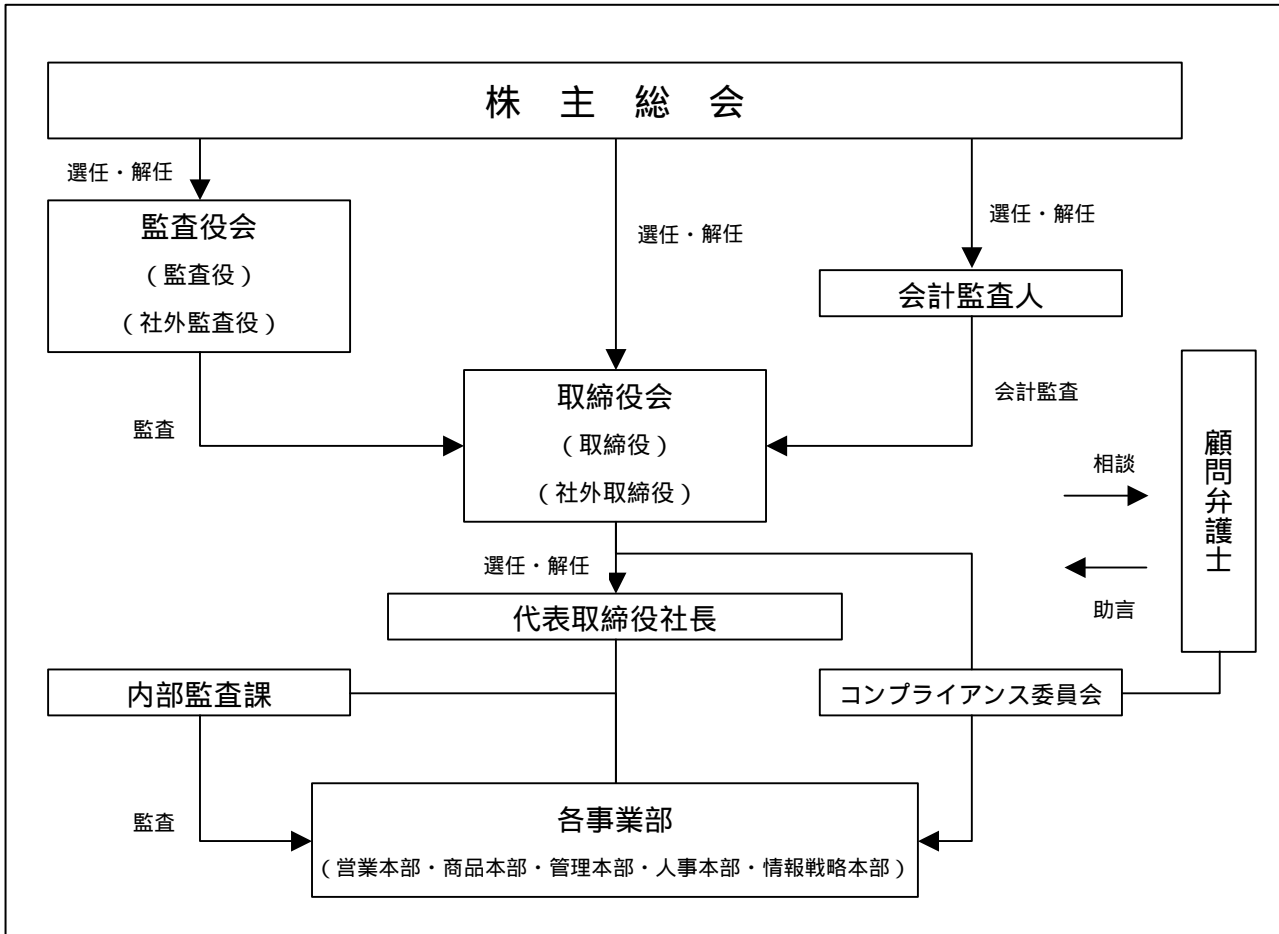 株 主 総 会
選任・解任
監査役会
（監査役）
（社外監査役）
選任・解任
選任・解任
会計監査人
監査
取締役会
（取締役）
（社外取締役）
会計監査
相談
助言
顧問弁護士
選任・解任
代表取締役社長
内部監査課
コンプライアンス委員会
監査
各事業部
（営業本部・商品本部・管理本部・人事本部・情報戦略本部）